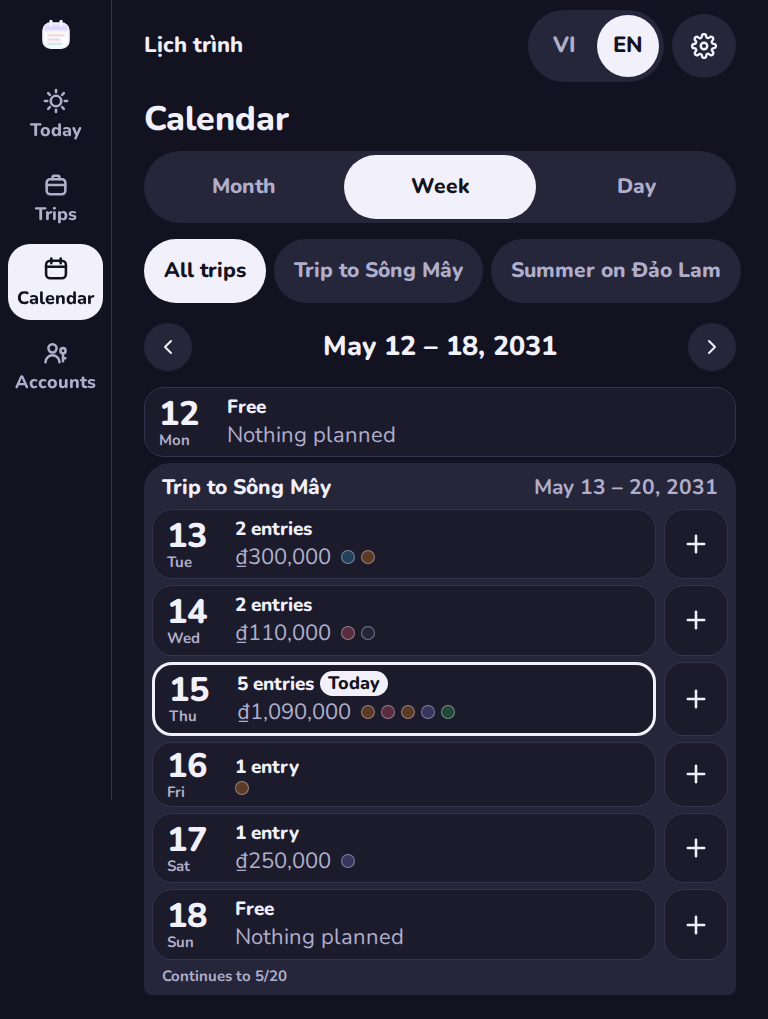 Lịch trình
VI
EN
Today
Trips
Calendar
Accounts
Calendar
Month
Week
Day
All trips
Trip to Sông Mây
Summer on Đảo Lam
May 12 – 18, 2031
12
Mon
Free
Nothing planned
Trip to Sông Mây
May 13 – 20, 2031
13
Tue
2 entries
₫300,000
14
Wed
2 entries
₫110,000
15
Thu
5 entries Today
₫1,090,000
16
Fri
1 entry
17
Sat
1 entry
₫250,000
18
Sun
Free
Nothing planned
Continues to 5/20